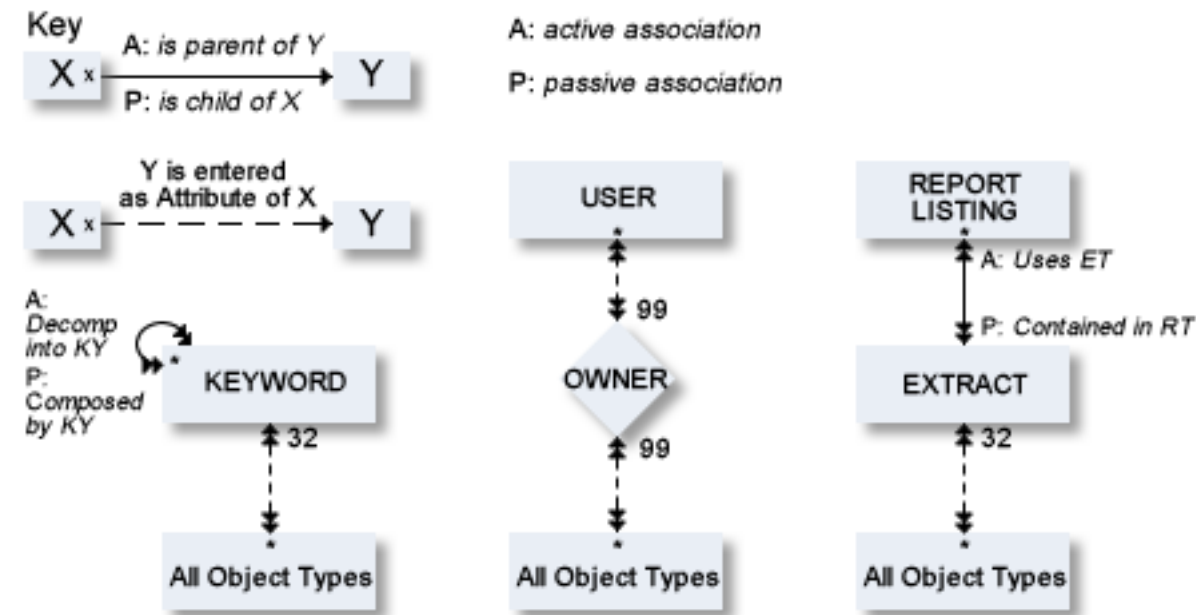 Key
X x
A: is parent of Y
P: is child of X
Y
A: active association
P: passive association
X x
Y is entered
as Attribute of X
Y
A:
Decomp
into KY
P:
Composed
by KY
*
KEYWORD
32
*
All Object Types
USER
*
99
OWNER
99
*
All Object Types
REPORT
LISTING
*
A: Uses ET
P: Contained in RT
EXTRACT
32
*
All Object Types